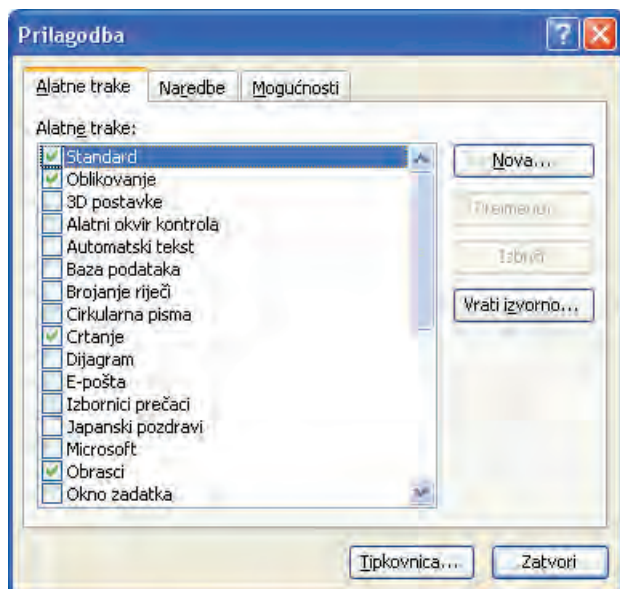 Prilagodba
Alatne trake Naredbe Mogućnosti
Alatne trake:
Standard
Oblikovanje
3D postavke
Alatni okvir kontrola
Automatski tekst
Baza podataka
Brojanje riječi
Cirkularna pisma
Crtanje
Dijagram
E-pošta
Izbornici prečaci
Japanski pozdravi
Microsoft
Obrasci
Okno zadatka
Nova...
Izbriši
Vrati izvorno...
Tipkovnica...
Zatvori